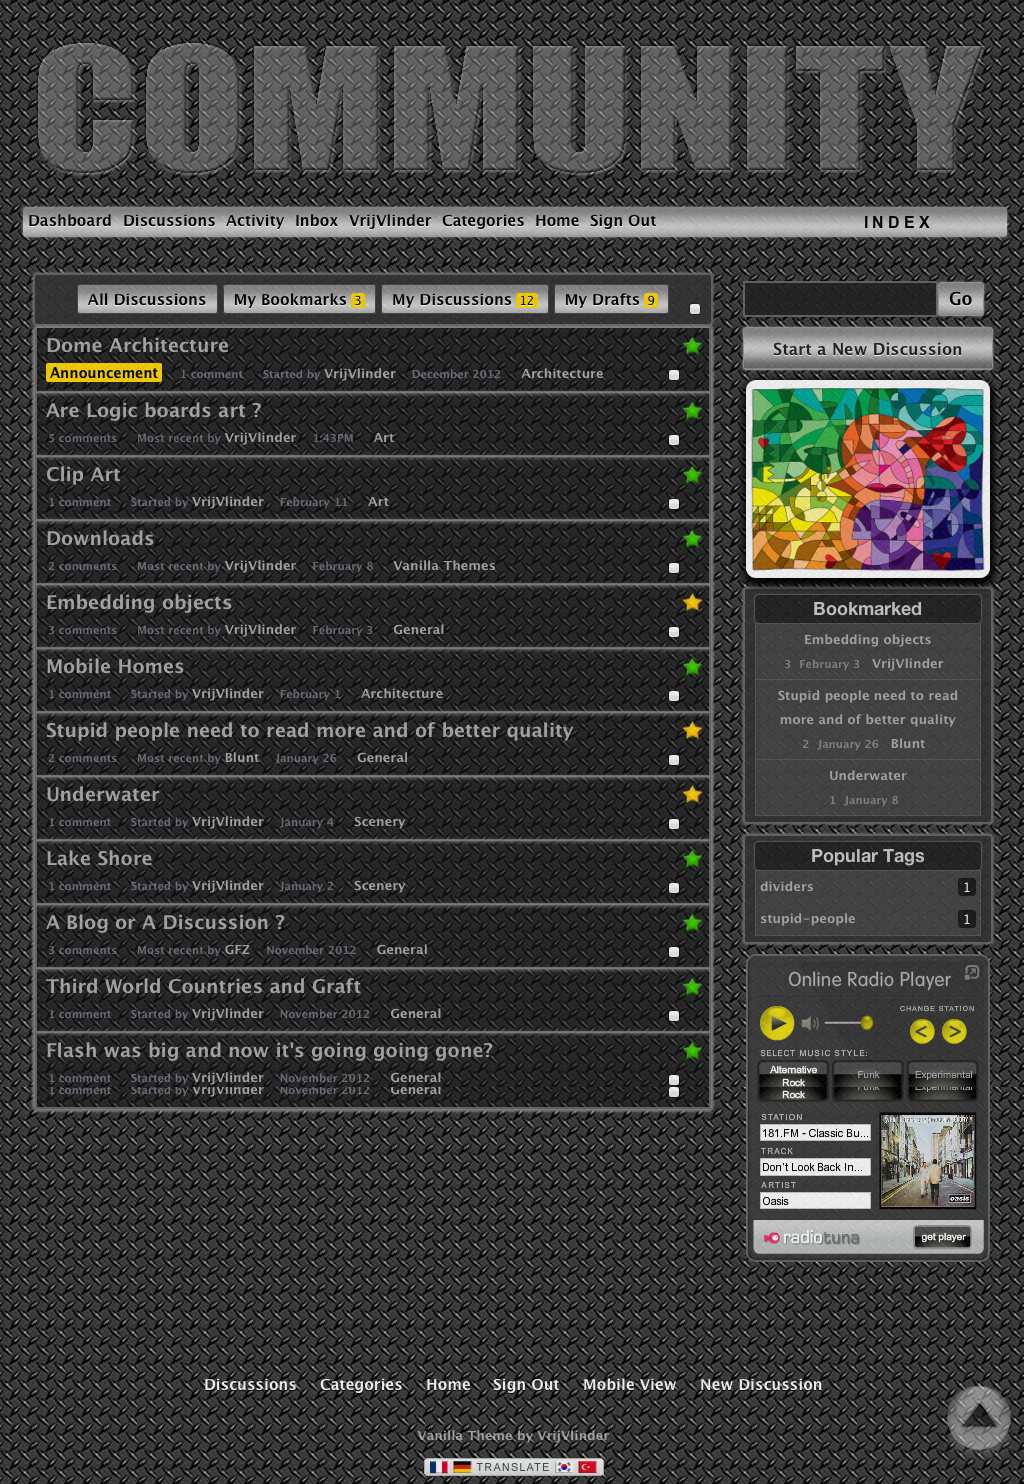 COMMUNITY
Dashboard Discussions Activity Inbox VrijVlinder Categories Home Sign Out INDEX
All Discussions My Bookmarks 3 My Discussions 12 My Drafts 9
Go
Start a New Discussion
Dome Architecture
Announcement 1 comment Started by VrijVlinder December 2012 Architecture
Are Logic boards art ?
5 comments Most recent by VrijVlinder 1:43PM Art
Clip Art
1 comment Started by VrijVlinder February 11 Art
Downloads
2 comments Most recent by VrijVlinder February 8 Vanilla Themes
Embedding objects
3 comments Most recent by VrijVlinder February 3 General
Mobile Homes
1 comment Started by VrijVlinder February 1 Architecture
Stupid people need to read more and of better quality
2 comments Most recent by Blunt January 26 General
Underwater
1 comment Started by VrijVlinder January 4 Scenery
Lake Shore
1 comment Started by VrijVlinder January 2 Scenery
A Blog or A Discussion ?
3 comments Most recent by GFZ November 2012 General
Third World Countries and Graft
1 comment Started by VrijVlinder November 2012 General
Flash was big and now it's going going gone?
1 comment Started by VrijVlinder November 2012 General
1 comment Started by VrijVlinder November 2012 General
Bookmarked
Embedding objects
3 February 3 VrijVlinder
Stupid people need to read
more and of better quality
2 January 26 Blunt
Underwater
1 January 8
Popular Tags
dividers 1
stupid-people 1
Online Radio Player
CHANGE STATION
SELECT MUSIC STYLE:
Alternative Funk Experimental
Rock Funk Experimental
Rock
STATION
181.FM - Classic Bu...
TRACK
Don't Look Back In...
ARTIST
Oasis
oasis
radiotuna get player
Discussions Categories Home Sign Out Mobile View New Discussion
Vanilla Theme by VrijVlinder
TRANSLATE